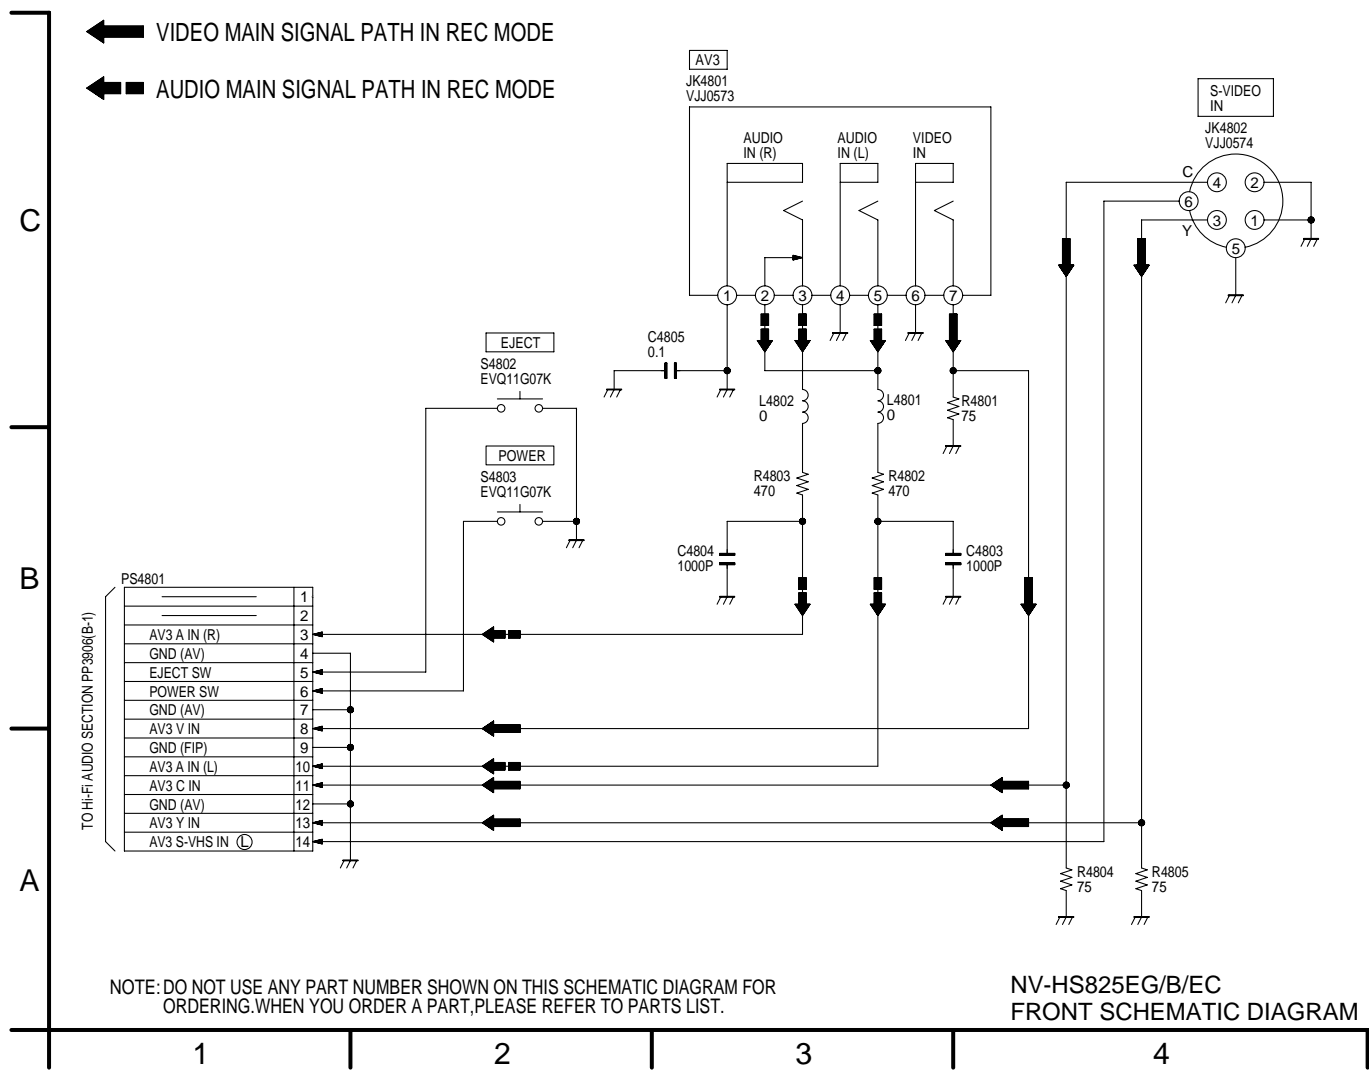 VIDEO MAIN SIGNAL PATH IN REC MODE
AUDIO MAIN SIGNAL PATH IN REC MODE
AV3
JK4801
VJJ0573
AUDIO
IN (R)
AUDIO
IN (L)
VIDEO
IN
1 2 3 4 5 6 7
S-VIDEO
IN
JK4802
VJJ0574
C
4 2
6
3 1
Y
5
C
EJECT
S4802
EVQ11G07K
C4805
0.1
L4802
0
L4801
0
R4801
75
POWER
S4803
EVQ11G07K
R4803
470
R4802
470
C4804
1000P
C4803
1000P
B
PS4801
TO Hi-Fi AUDIO SECTION PP3906(B-1)
1
2
AV3 A IN (R) 3
GND (AV) 4
EJECT SW 5
POWER SW 6
GND (AV) 7
AV3 V IN 8
GND (FIP) 9
AV3 A IN (L) 10
AV3 C IN 11
GND (AV) 12
AV3 Y IN 13
AV3 S-VHS IN Ⓛ 14
A
R4804
75
R4805
75
NOTE: DO NOT USE ANY PART NUMBER SHOWN ON THIS SCHEMATIC DIAGRAM FOR
ORDERING.WHEN YOU ORDER A PART,PLEASE REFER TO PARTS LIST.
NV-HS825EG/B/EC
FRONT SCHEMATIC DIAGRAM
1 2 3 4